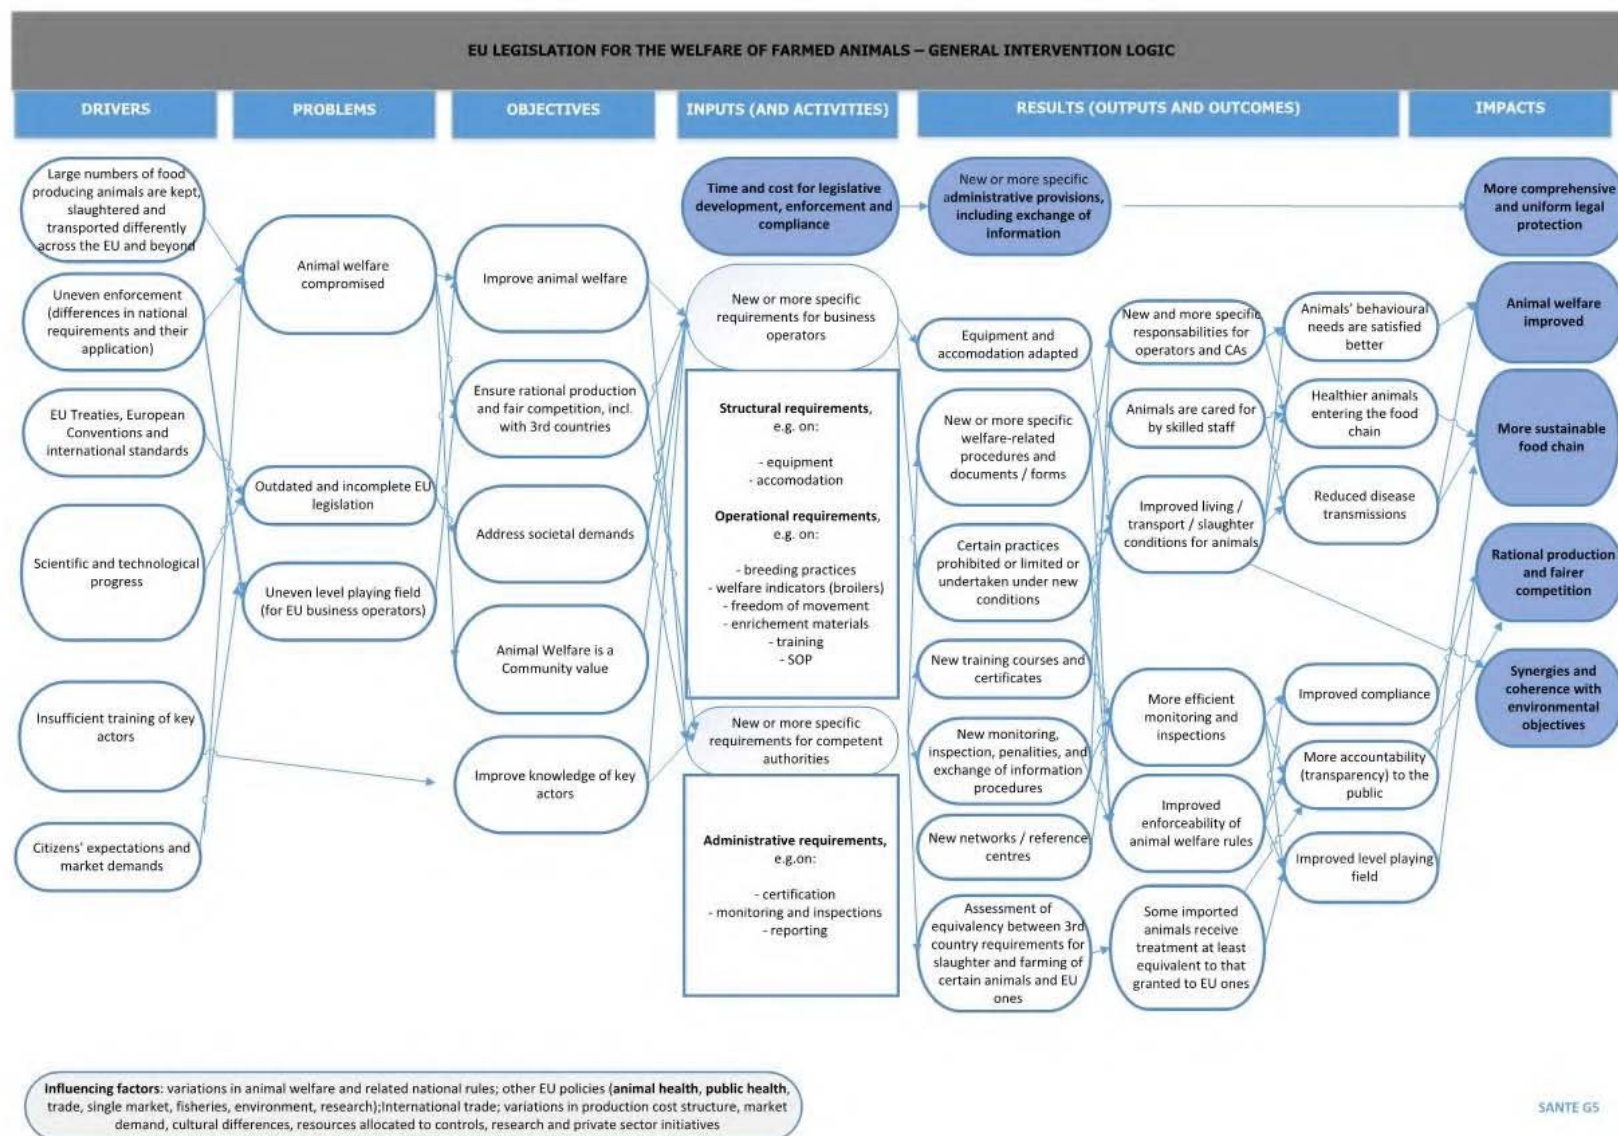 EU LEGISLATION FOR THE WELFARE OF FARMED ANIMALS – GENERAL INTERVENTION LOGIC
DRIVERS
PROBLEMS
OBJECTIVES
INPUTS (AND ACTIVITIES)
RESULTS (OUTPUTS AND OUTCOMES)
IMPACTS
Large numbers of food
producing animals are kept,
slaughtered and
transported differently
across the EU and beyond
Uneven enforcement
(differences in national
requirements and their
application)
EU Treaties, European
Conventions and
international standards
Scientific and technological
progress
Insufficient training of key
actors
Citizens' expectations and
market demands
Animal welfare
compromised
Outdated and incomplete EU
legislation
Uneven level playing field
(for EU business operators)
Improve animal welfare
Ensure rational production
and fair competition, incl.
with 3rd countries
Address societal demands
Animal Welfare is a
Community value
Improve knowledge of key
actors
Time and cost for legislative
development, enforcement and
compliance
New or more specific
requirements for business
operators
Structural requirements,
e.g. on:
- equipment
- accomodation
Operational requirements,
e.g. on:
- breeding practices
- welfare indicators (broilers)
- freedom of movement
- enrichement materials
- training
- SOP
New or more specific
requirements for competent
authorities
Administrative requirements,
e.g.on:
- certification
- monitoring and inspections
- reporting
New or more specific
administrative provisions,
including exchange of
information
Equipment and
accomodation adapted
New or more specific
welfare-related
procedures and
documents / forms
Certain practices
prohibited or limited or
undertaken under new
conditions
New training courses and
certificates
New monitoring,
inspection, penalities, and
exchange of information
procedures
New networks / reference
centres
Assessment of
equivalency between 3rd
country requirements for
slaughter and farming of
certain animals and EU
ones
New and more specific
responsabilities for
operators and CAs
Animals are cared for
by skilled staff
Improved living /
transport / slaughter
conditions for animals
More efficient
monitoring and
inspections
Improved
enforceability of
animal welfare rules
Some imported
animals receive
treatment at least
equivalent to that
granted to EU ones
Animals' behavioural
needs are satisfied
better
Healthier animals
entering the food
chain
Reduced disease
transmissions
Improved compliance
More accountability
(transparency) to the
public
Improved level playing
field
More comprehensive
and uniform legal
protection
Animal welfare
improved
More sustainable
food chain
Rational production
and fairer
competition
Synergies and
coherence with
environmental
objectives
Influencing factors: variations in animal welfare and related national rules; other EU policies (animal health, public health,
trade, single market, fisheries, environment, research);International trade; variations in production cost structure, market
demand, cultural differences, resources allocated to controls, research and private sector initiatives
SANTE G5